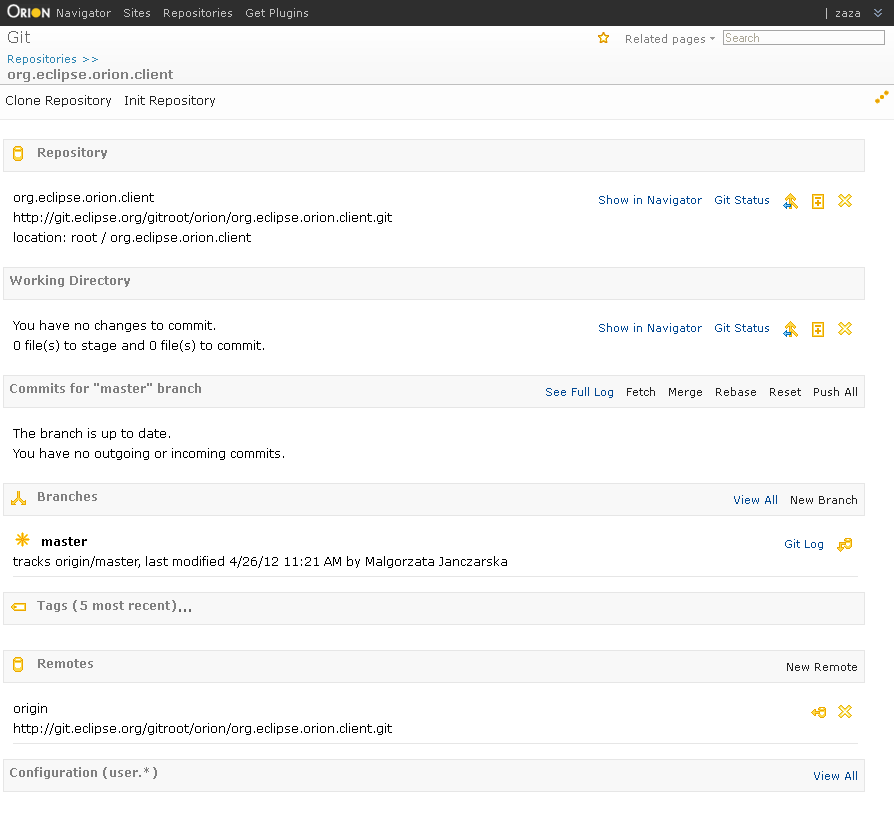 ORION Navigator Sites Repositories Get Plugins | zaza
Git
Related pages Search
Repositories >>
org.eclipse.orion.client
Clone Repository Init Repository
Repository
org.eclipse.orion.client
http://git.eclipse.org/gitroot/orion/org.eclipse.orion.client.git
location: root / org.eclipse.orion.client
Show in Navigator Git Status
Working Directory
You have no changes to commit.
0 file(s) to stage and 0 file(s) to commit.
Show in Navigator Git Status
Commits for "master" branch See Full Log Fetch Merge Rebase Reset Push All
The branch is up to date.
You have no outgoing or incoming commits.
Branches View All New Branch
master
tracks origin/master, last modified 4/26/12 11:21 AM by Malgorzata Janczarska
Git Log
Tags (5 most recent)...
Remotes New Remote
origin
http://git.eclipse.org/gitroot/orion/org.eclipse.orion.client.git
Configuration (user.*) View All